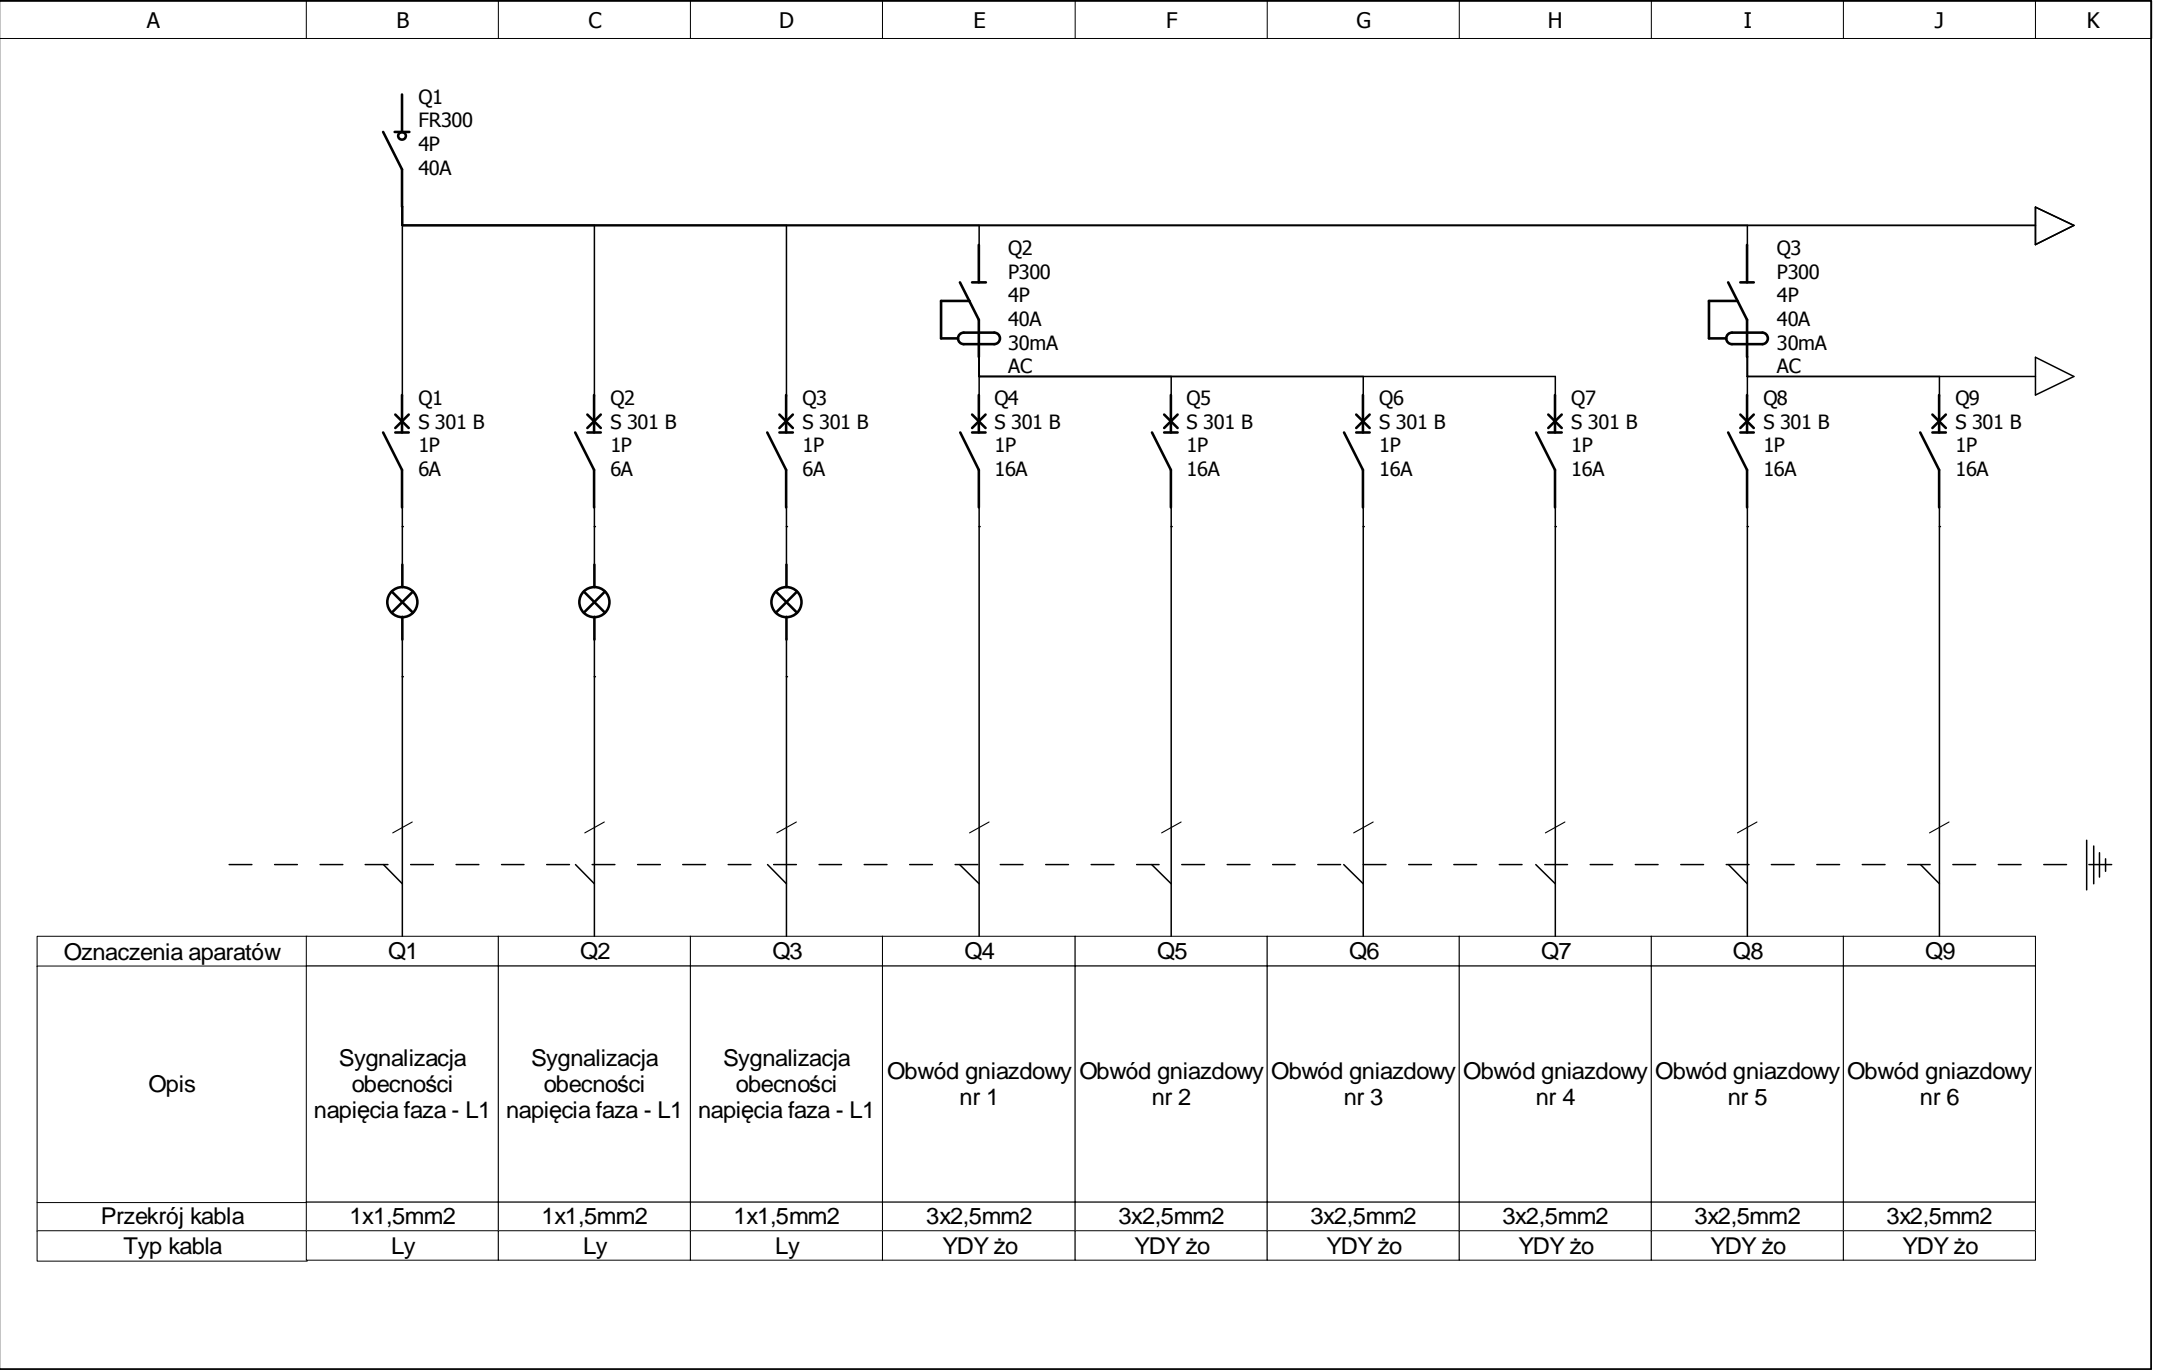 A B C D E F G H I J K
Q1
FR300
4P
40A
Q2
P300
4P
40A
30mA
AC
Q3
P300
4P
40A
30mA
AC
Q1
S 301 B
1P
6A
Q2
S 301 B
1P
6A
Q3
S 301 B
1P
6A
Q4
S 301 B
1P
16A
Q5
S 301 B
1P
16A
Q6
S 301 B
1P
16A
Q7
S 301 B
1P
16A
Q8
S 301 B
1P
16A
Q9
S 301 B
1P
16A
Oznaczenia aparatów Q1 Q2 Q3 Q4 Q5 Q6 Q7 Q8 Q9
Opis
Sygnalizacja
obecności
napięcia faza - L1
Sygnalizacja
obecności
napięcia faza - L1
Sygnalizacja
obecności
napięcia faza - L1
Obwód gniazdowy
nr 1
Obwód gniazdowy
nr 2
Obwód gniazdowy
nr 3
Obwód gniazdowy
nr 4
Obwód gniazdowy
nr 5
Obwód gniazdowy
nr 6
Przekrój kabla 1x1,5mm2 1x1,5mm2 1x1,5mm2 3x2,5mm2 3x2,5mm2 3x2,5mm2 3x2,5mm2 3x2,5mm2 3x2,5mm2
Typ kabla Ly Ly Ly YDY żo YDY żo YDY żo YDY żo YDY żo YDY żo